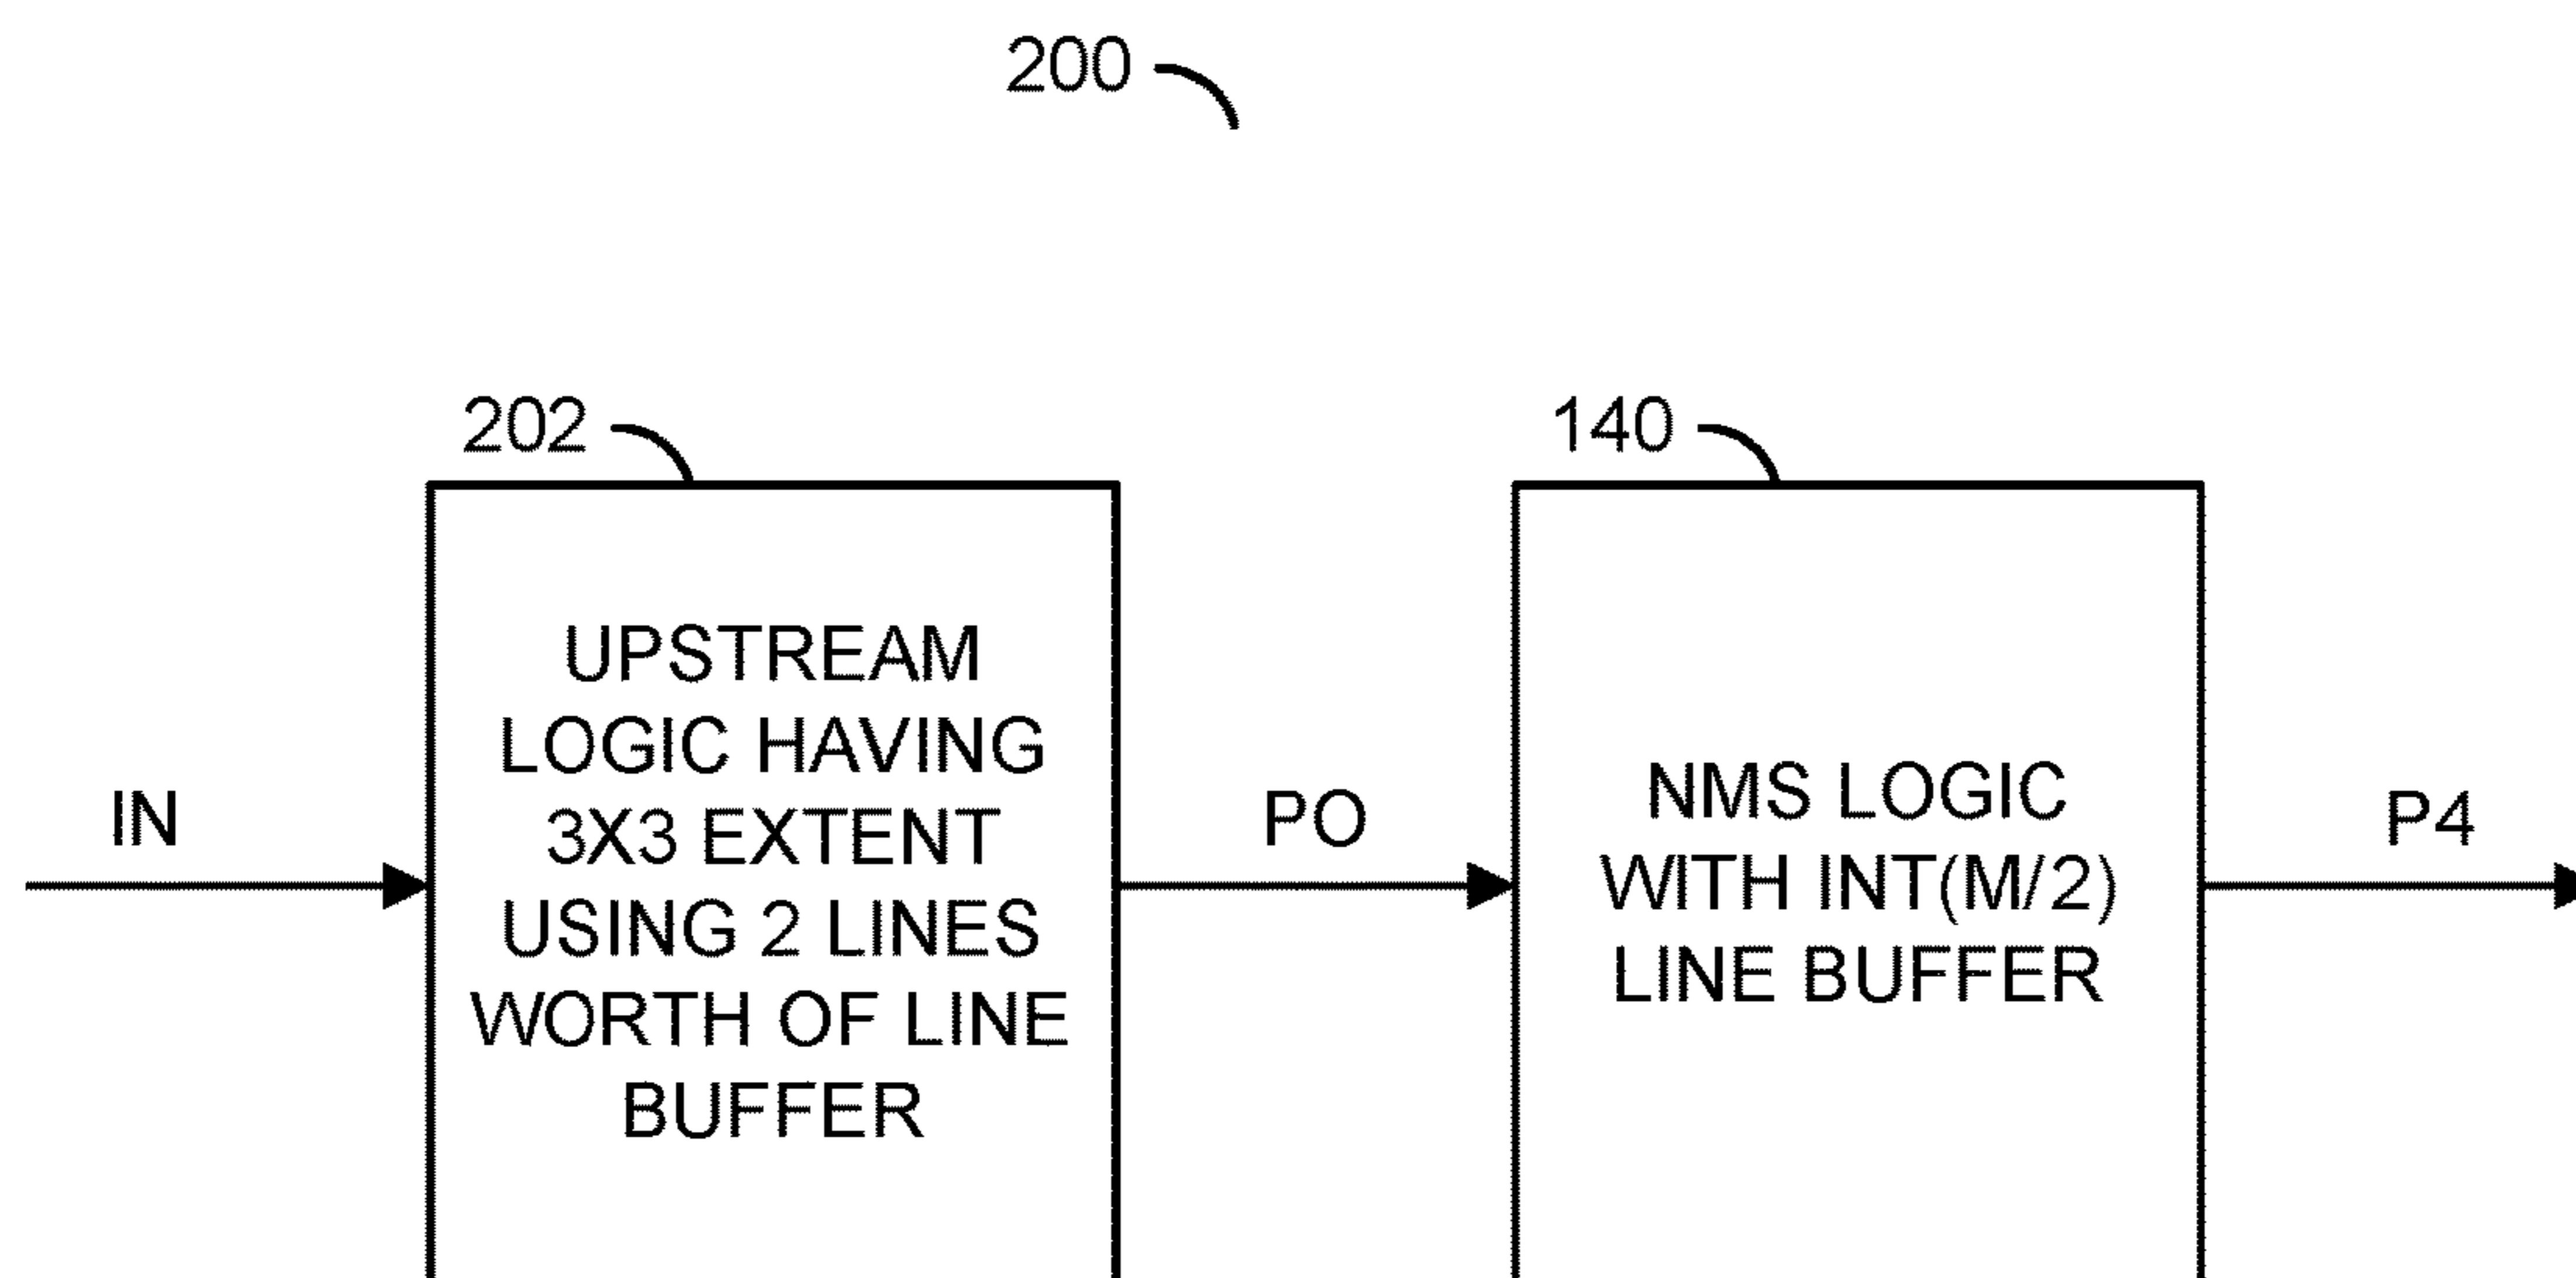 200
202
140
UPSTREAM
LOGIC HAVING
3X3 EXTENT
USING 2 LINES
WORTH OF LINE
BUFFER
NMS LOGIC
WITH INT(M/2)
LINE BUFFER
IN
PO
P4